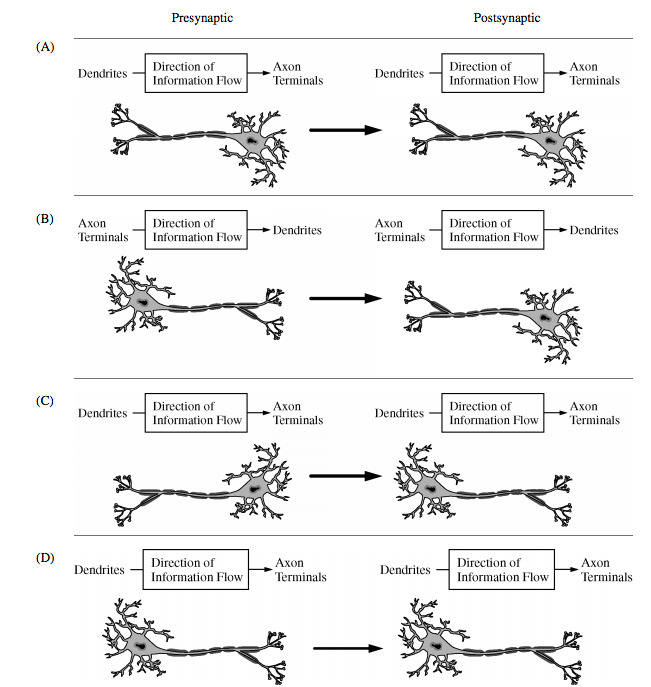 Presynaptic Postsynaptic
(A)
Dendrites Direction of Information Flow Axon Terminals Dendrites Direction of Information Flow Axon Terminals
(B)
Axon Terminals Direction of Information Flow Dendrites Axon Terminals Direction of Information Flow Dendrites
(C)
Dendrites Direction of Information Flow Axon Terminals Dendrites Direction of Information Flow Axon Terminals
(D)
Dendrites Direction of Information Flow Axon Terminals Dendrites Direction of Information Flow Axon Terminals